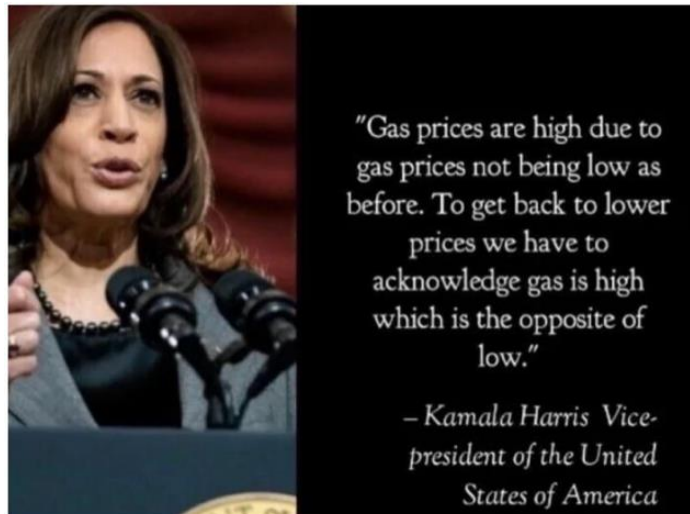 "Gas prices are high due to
gas prices not being low as
before. To get back to lower
prices we have to
acknowledge gas is high
which is the opposite of
low."
– Kamala Harris Vice-
president of the United
States of America